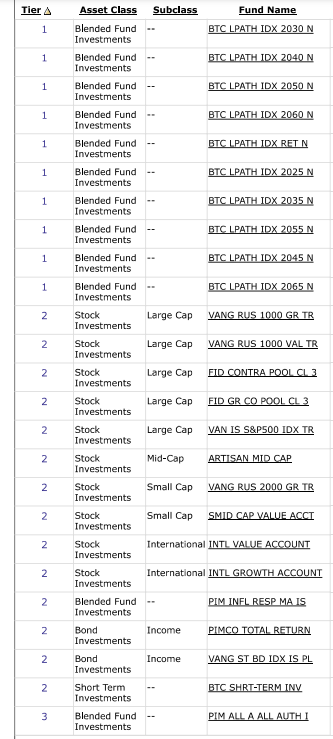 Tier Asset Class Subclass Fund Name
1 Blended Fund Investments -- BTC LPATH IDX 2030 N
1 Blended Fund Investments -- BTC LPATH IDX 2040 N
1 Blended Fund Investments -- BTC LPATH IDX 2050 N
1 Blended Fund Investments -- BTC LPATH IDX 2060 N
1 Blended Fund Investments -- BTC LPATH IDX RET N
1 Blended Fund Investments -- BTC LPATH IDX 2025 N
1 Blended Fund Investments -- BTC LPATH IDX 2035 N
1 Blended Fund Investments -- BTC LPATH IDX 2055 N
1 Blended Fund Investments -- BTC LPATH IDX 2045 N
1 Blended Fund Investments -- BTC LPATH IDX 2065 N
2 Stock Investments Large Cap VANG RUS 1000 GR TR
2 Stock Investments Large Cap VANG RUS 1000 VAL TR
2 Stock Investments Large Cap FID CONTRA POOL CL 3
2 Stock Investments Large Cap FID GR CO POOL CL 3
2 Stock Investments Large Cap VAN IS S&P500 IDX TR
2 Stock Investments Mid-Cap ARTISAN MID CAP
2 Stock Investments Small Cap VANG RUS 2000 GR TR
2 Stock Investments Small Cap SMID CAP VALUE ACCT
2 Stock Investments International INTL VALUE ACCOUNT
2 Stock Investments International INTL GROWTH ACCOUNT
2 Blended Fund Investments -- PIM INFL RESP MA IS
2 Bond Investments Income PIMCO TOTAL RETURN
2 Bond Investments Income VANG ST BD IDX IS PL
2 Short Term Investments -- BTC SHRT-TERM INV
3 Blended Fund Investments -- PIM ALL A ALL AUTH I